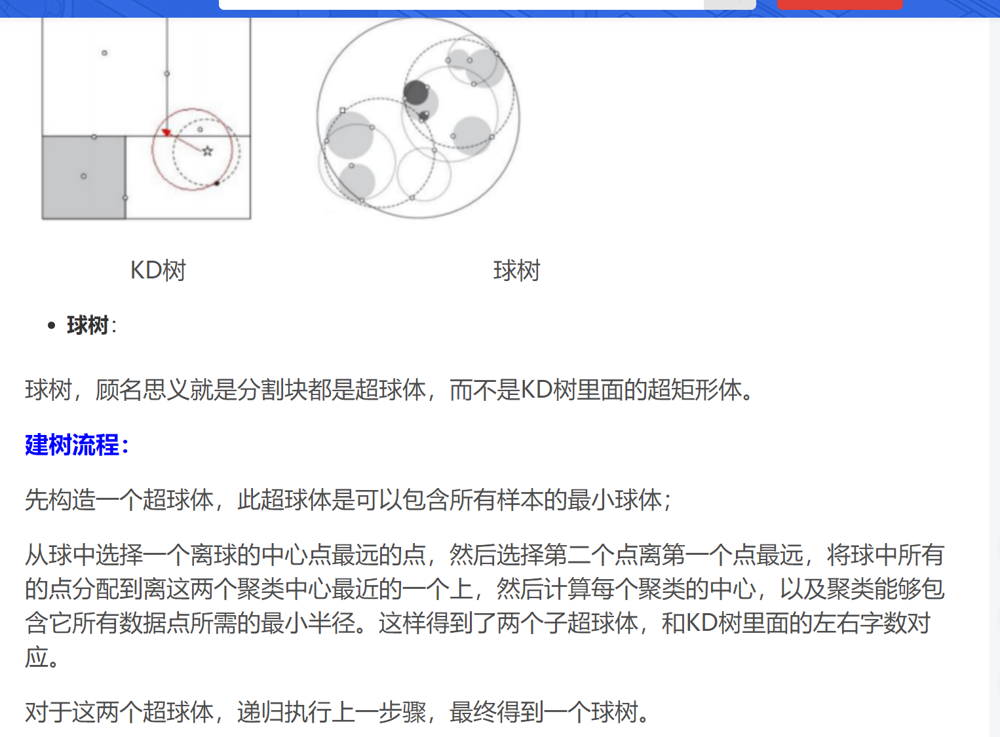 KD树
球树
球树：
球树，顾名思义就是分割块都是超球体，而不是KD树里面的超矩形体。
建树流程：
先构造一个超球体，此超球体是可以包含所有样本的最小球体；
从球中选择一个离球的中心点最远的点，然后选择第二个点离第一个点最远，将球中所有
的点分配到离这两个聚类中心最近的一个上，然后计算每个聚类的中心，以及聚类能够包
含它所有数据点所需的最小半径。这样得到了两个子超球体，和KD树里面的左右字数对
应。
对于这两个超球体，递归执行上一步骤，最终得到一个球树。